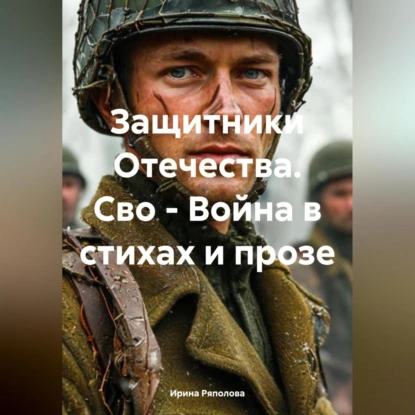 Защитники
Отечества.
Сво - Война в
стихах и прозе
Ирина Ряполова